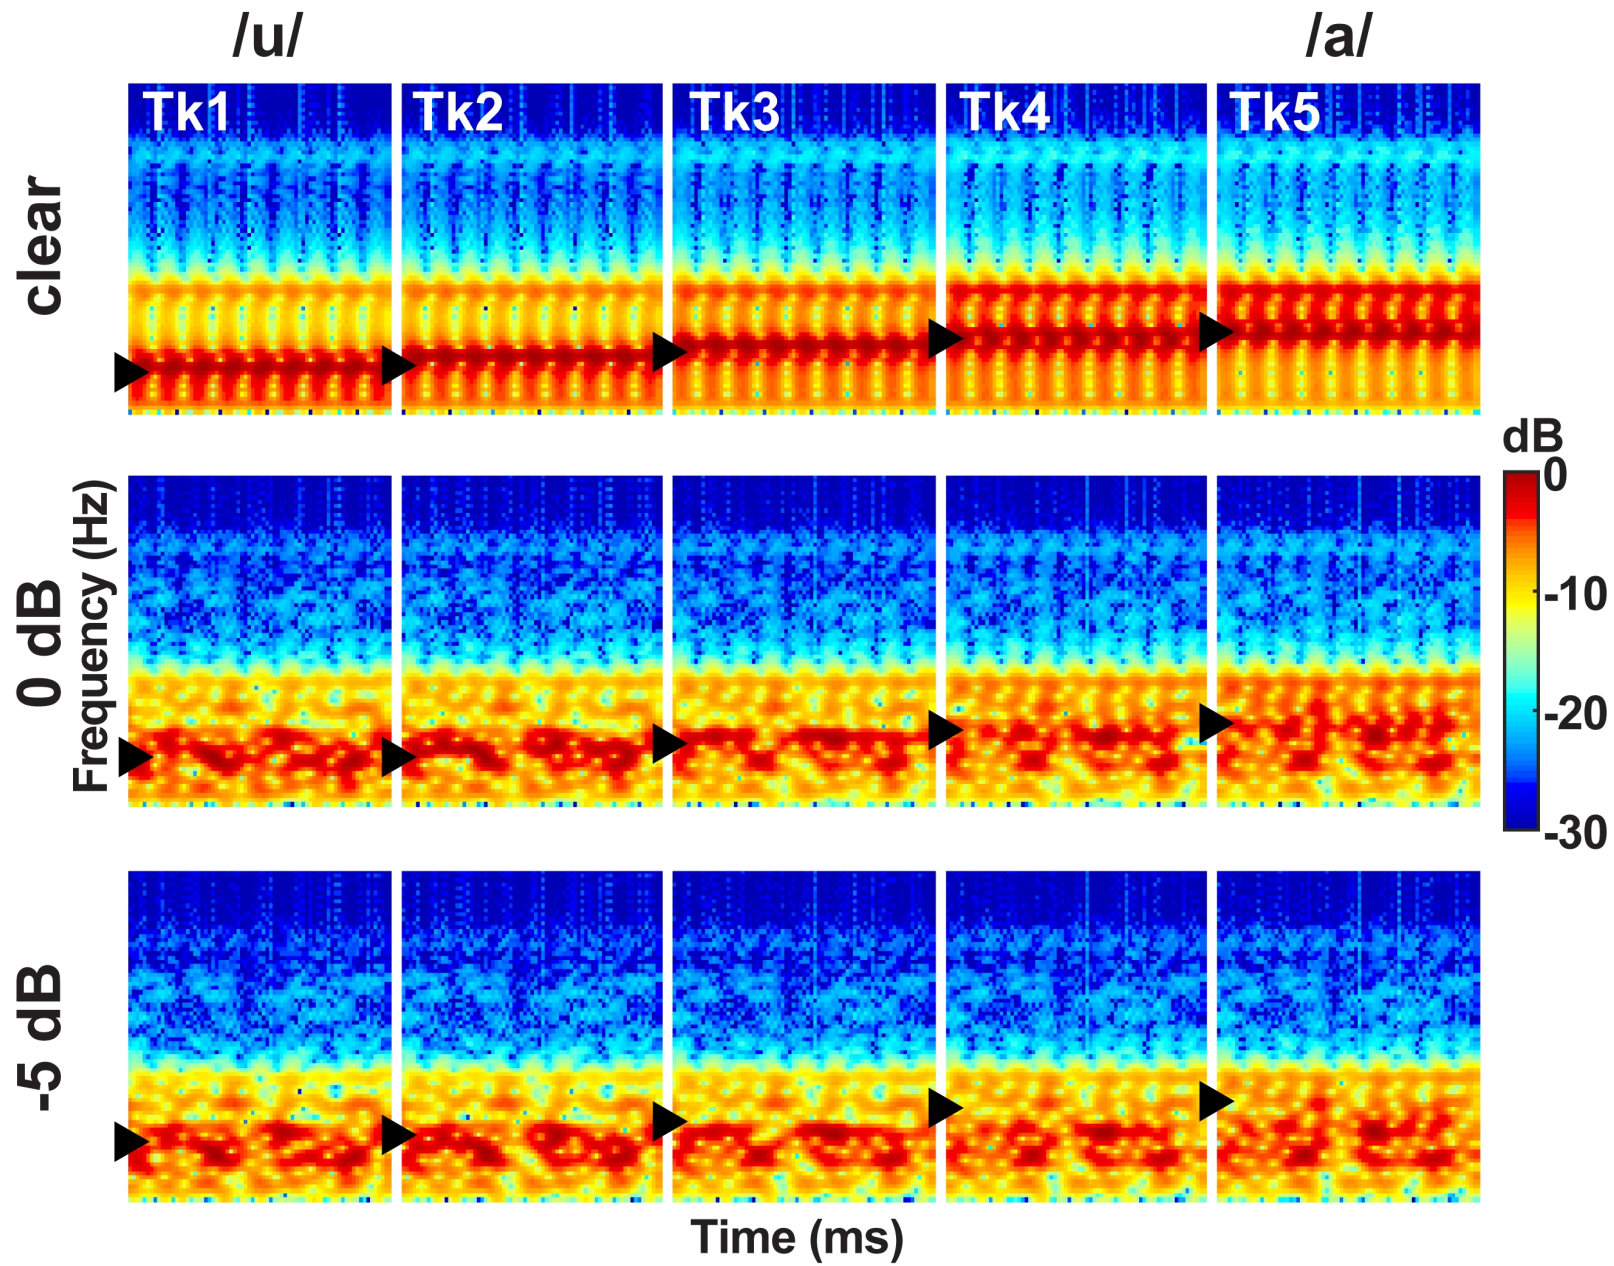 /u/
/a/
Tk1
Tk2
Tk3
Tk4
Tk5
clear
dB
0
-10
-20
-30
0 dB
Frequency (Hz)
-5 dB
Time (ms)